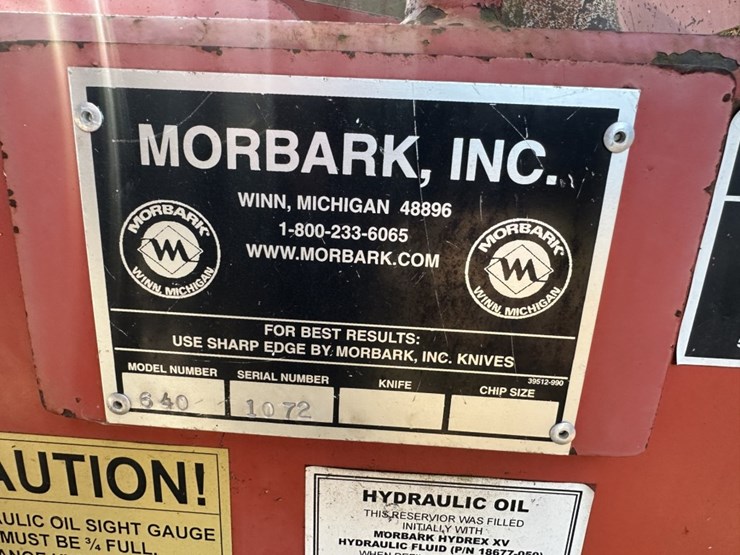 MORBARK, INC.
WINN, MICHIGAN 48896
1-800-233-6065
WWW.MORBARK.COM
MORBARK
WINN, MICHIGAN
MORBARK
WINN, MICHIGAN
FOR BEST RESULTS:
USE SHARP EDGE BY MORBARK, INC. KNIVES
39512-990
MODEL NUMBER SERIAL NUMBER KNIFE CHIP SIZE
640 1072
AUTION!
AULIC OIL SIGHT GAUGE
MUST BE 3/4 FULL.
HYDRAULIC OIL
THIS RESERVOIR WAS FILLED
INITIALLY WITH
MORBARK HYDREX XV
HYDRAULIC FLUID (P/N 18677-050)